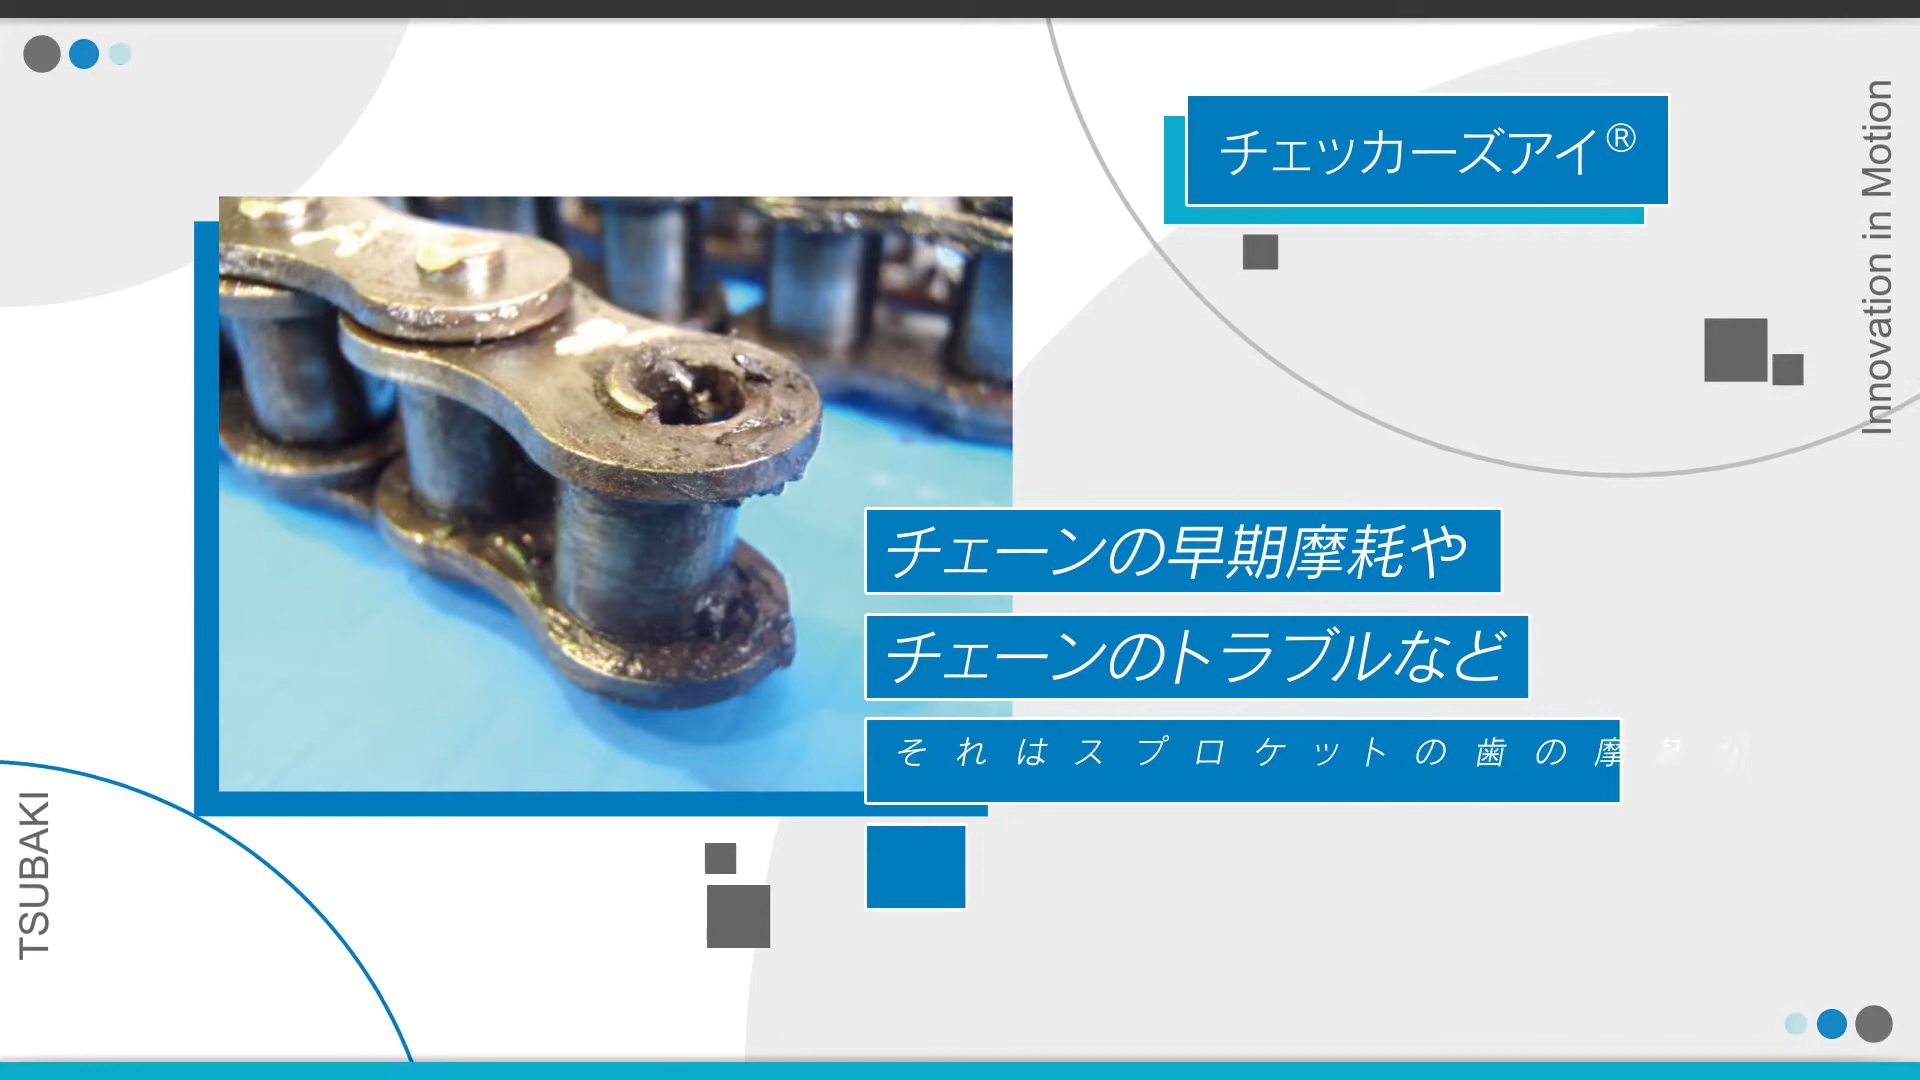 チェッカーズアイ®
Innovation in Motion
チェーンの早期摩耗や
チェーンのトラブルなど
それはスプロケットの歯の摩
TSUBAKI